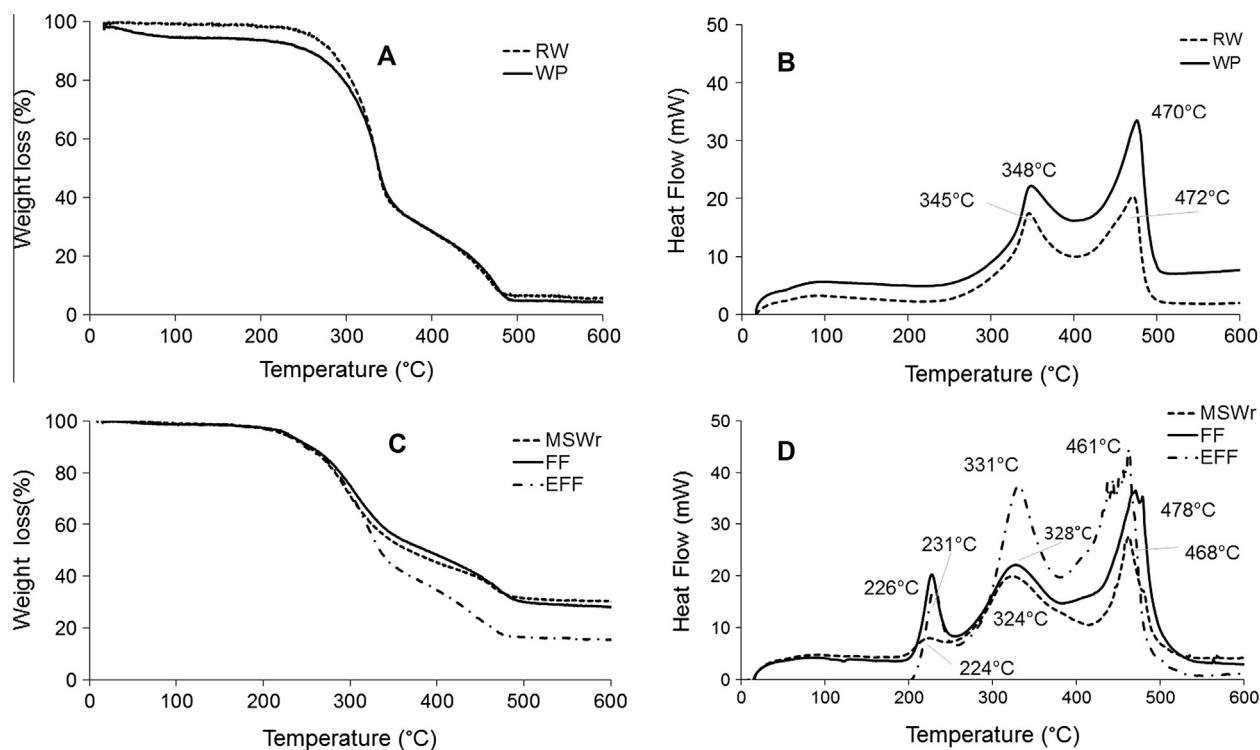 A
RW
WP
Weight loss (%)
100
80
60
40
20
0
0 100 200 300 400 500 600
Temperature (°C)
B
RW
WP
Heat Flow (mW)
50
40
30
20
10
0
470°C
348°C
345°C
472°C
0 100 200 300 400 500 600
Temperature (°C)
C
MSWr
FF
EFF
Weight loss(%)
100
80
60
40
20
0
0 100 200 300 400 500 600
Temperature (°C)
D
MSWr
FF
EFF
Heat Flow (mW)
50
40
30
20
10
0
461°C
331°C
478°C
328°C
231°C
468°C
226°C
324°C
224°C
0 100 200 300 400 500 600
Temperature (°C)